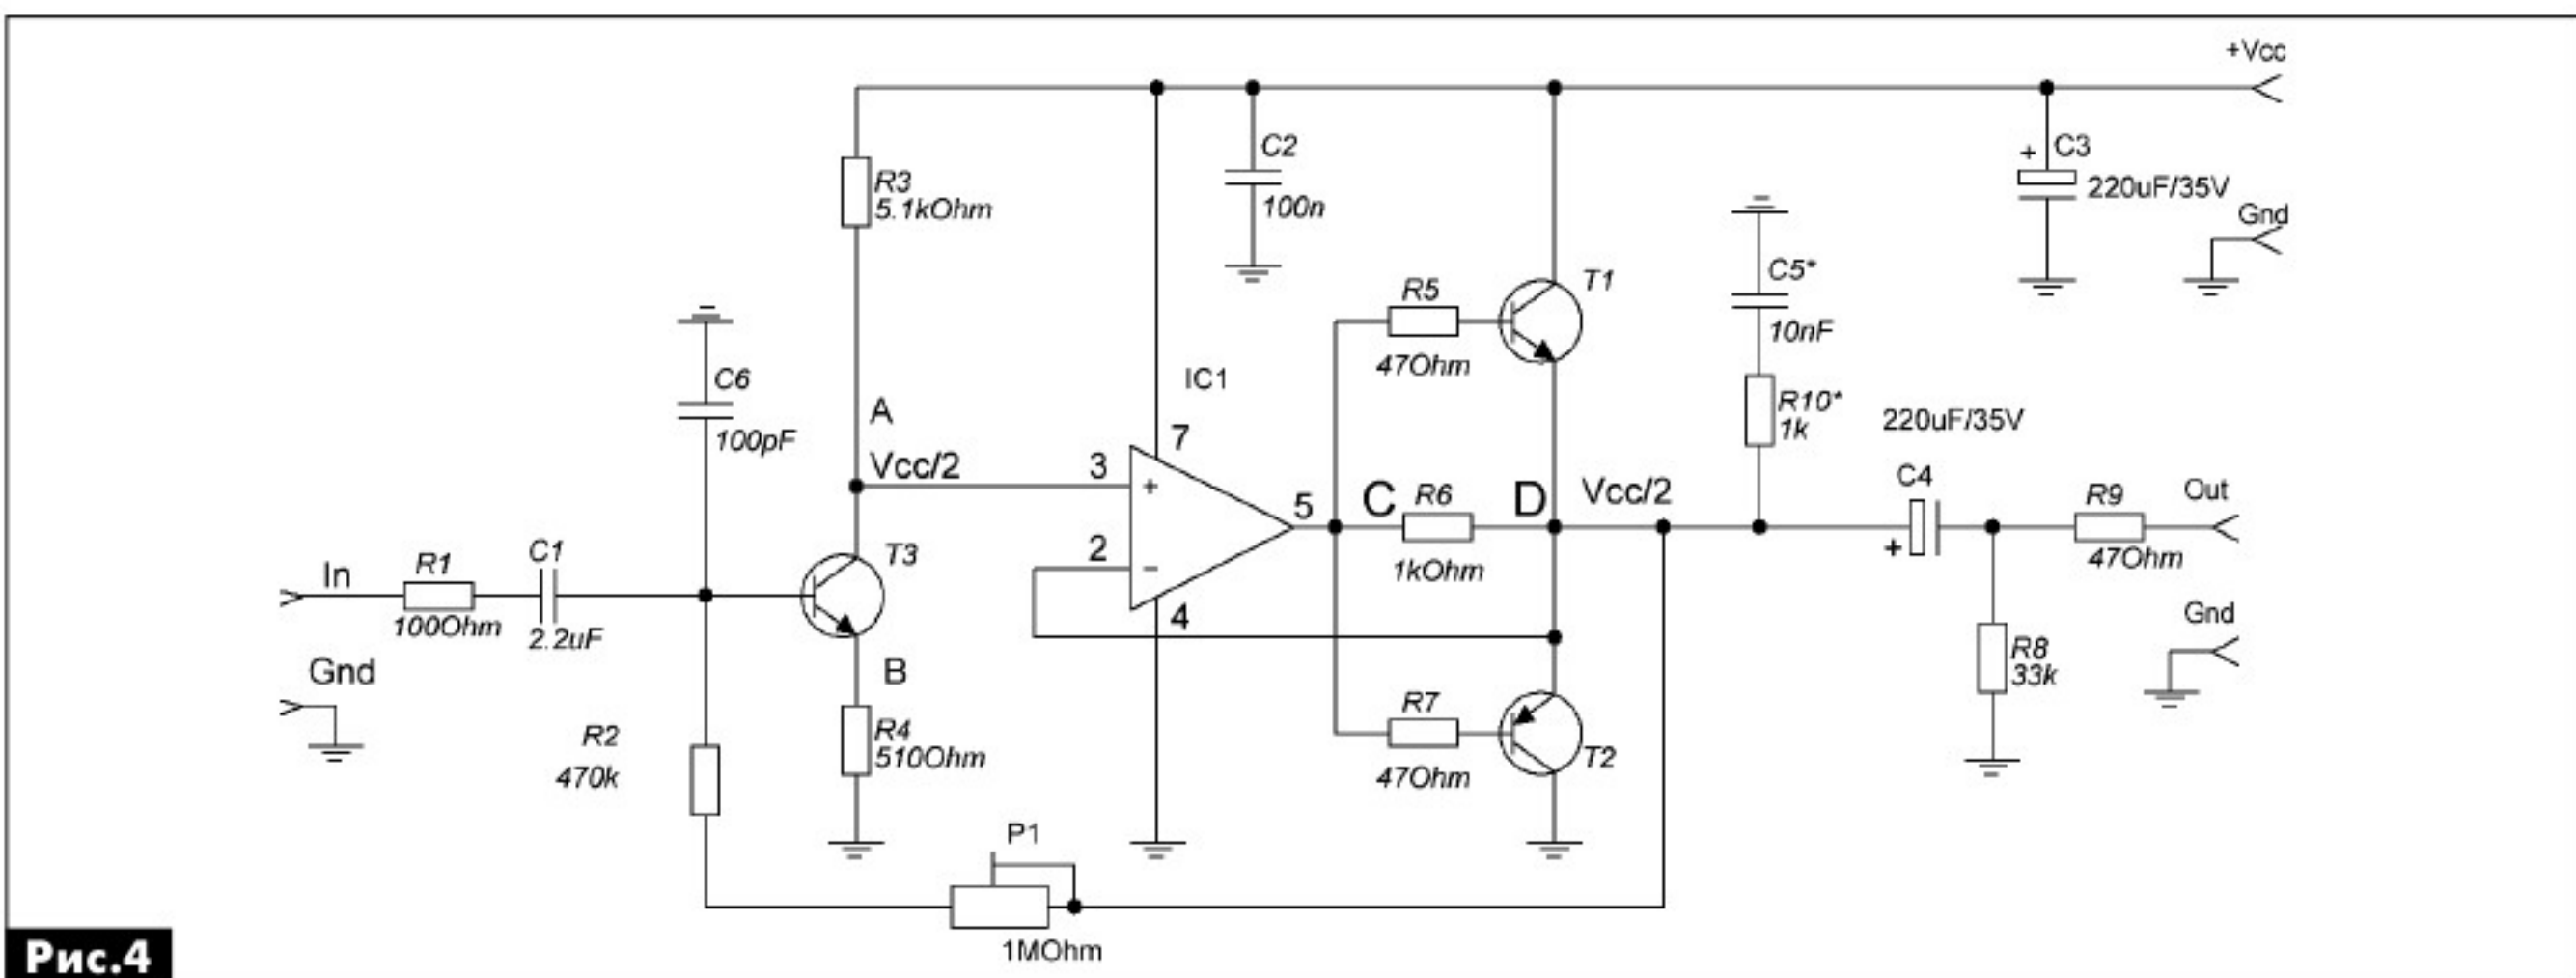 +Vcc
C2
100n
+ C3
220uF/35V
R3
5.1kOhm
Gnd
C5*
10nF
T1
R5
47Ohm
C6
100pF
IC1
A
R10*
1k
220uF/35V
7
Vcc/2
3
+
5
C
R6
1kOhm
D
Vcc/2
C4
+
R9
47Ohm
Out
2
-
4
In
R1
100Ohm
C1
2.2uF
T3
Gnd
B
R8
33k
Gnd
R2
470k
R4
510Ohm
R7
47Ohm
T2
P1
1MOhm
Рис.4